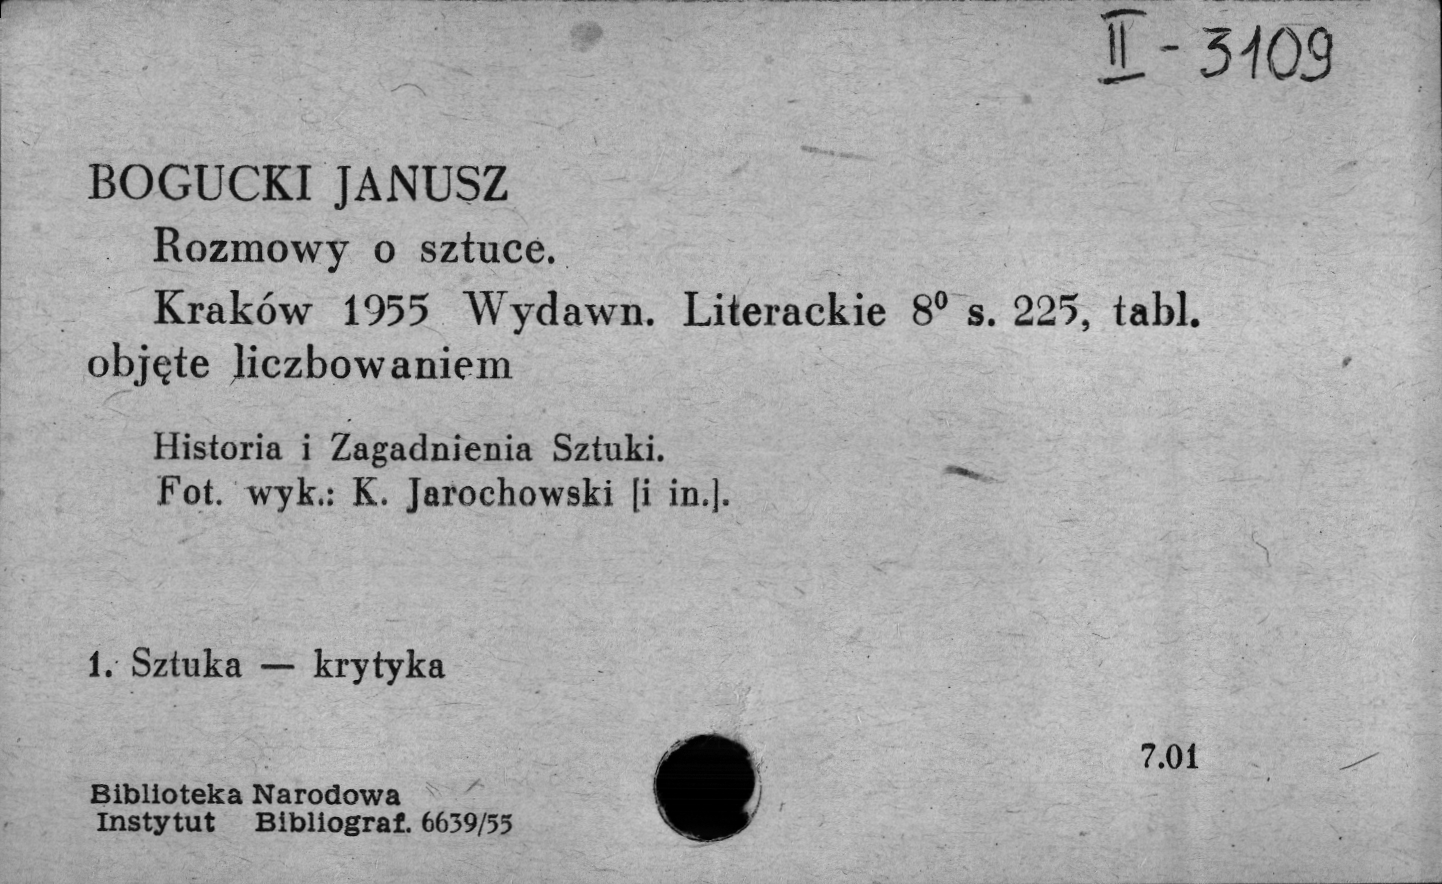 II - 3109
BOGUCKI JANUSZ
Rozmowy o sztuce.
Kraków 1955 Wydawn. Literackie 8⁰ s. 225, tabl.
objęte liczbowaniem
Historia i Zagadnienia Sztuki.
Fot. wyk.: K. Jarochowski [i in.].
1. Sztuka — krytyka
7.01
Biblioteka Narodowa
Instytut Bibliograf. 6639/55